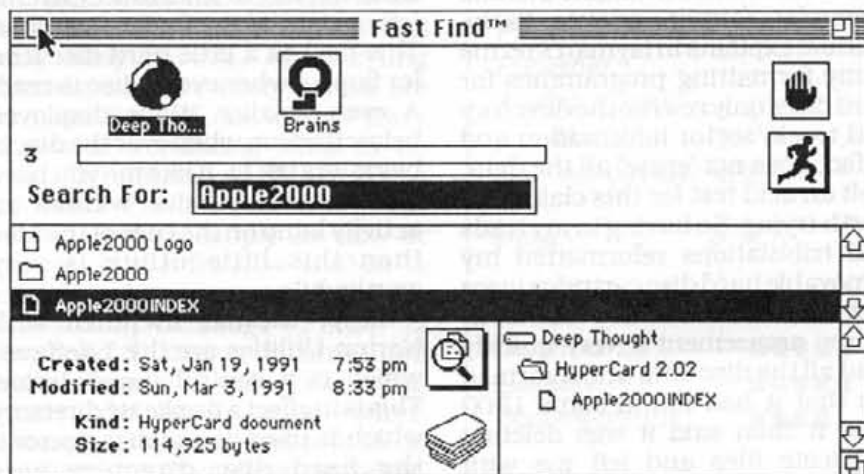 Fast Find™
Deep Tho...
Brains
3
Search For: Apple2000
Apple2000 Logo
Apple2000
Apple2000INDEX
Created: Sat, Jan 19, 1991 7:53 pm
Modified: Sun, Mar 3, 1991 8:33 pm
Kind: HyperCard document
Size: 114,925 bytes
Deep Thought
HyperCard 2.02
Apple2000INDEX